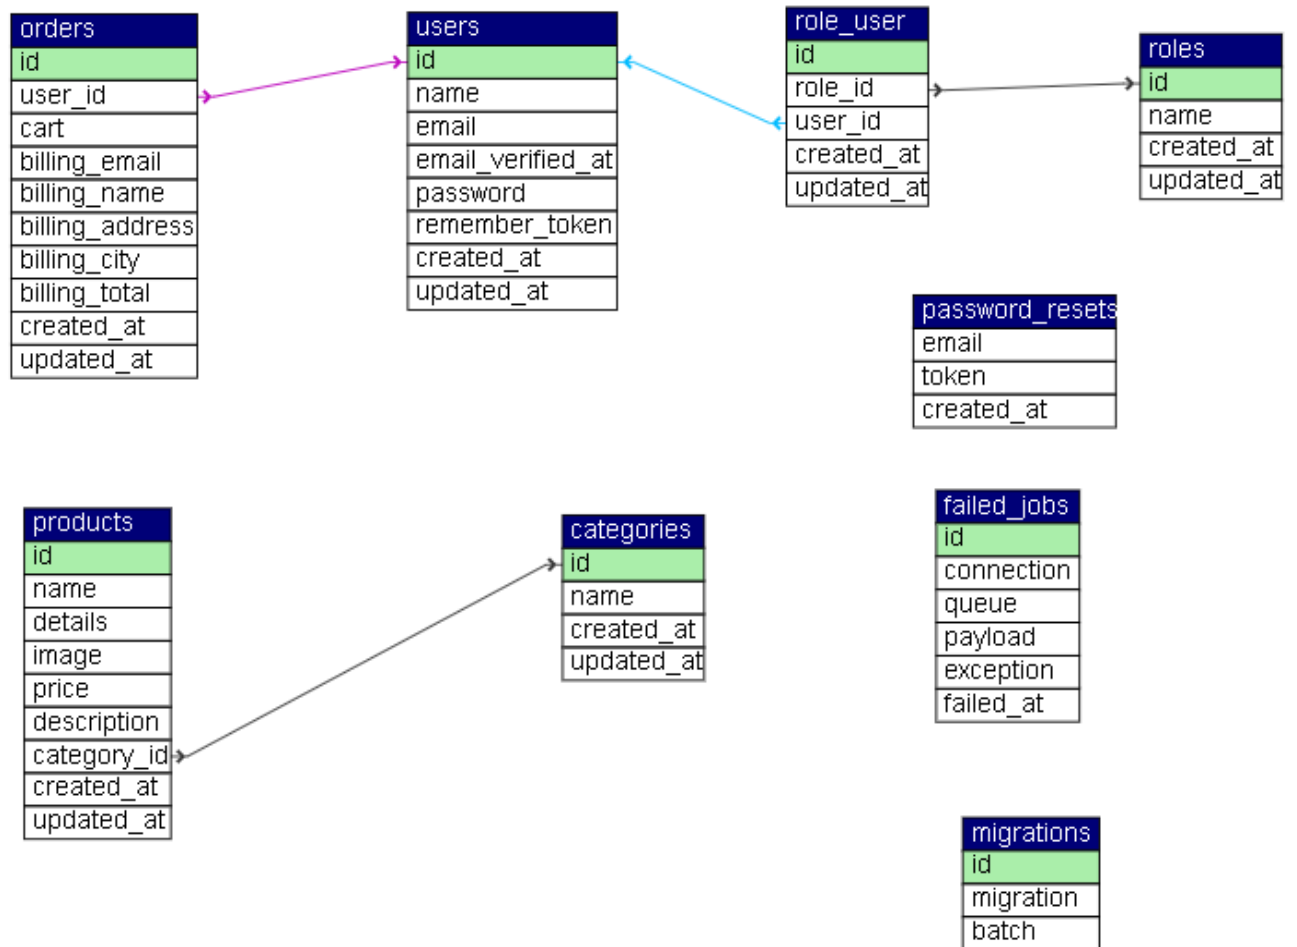 orders
id
user_id
cart
billing_email
billing_name
billing_address
billing_city
billing_total
created_at
updated_at
users
id
name
email
email_verified_at
password
remember_token
created_at
updated_at
role_user
id
role_id
user_id
created_at
updated_at
roles
id
name
created_at
updated_at
password_resets
email
token
created_at
products
id
name
details
image
price
description
category_id
created_at
updated_at
categories
id
name
created_at
updated_at
failed_jobs
id
connection
queue
payload
exception
failed_at
migrations
id
migration
batch